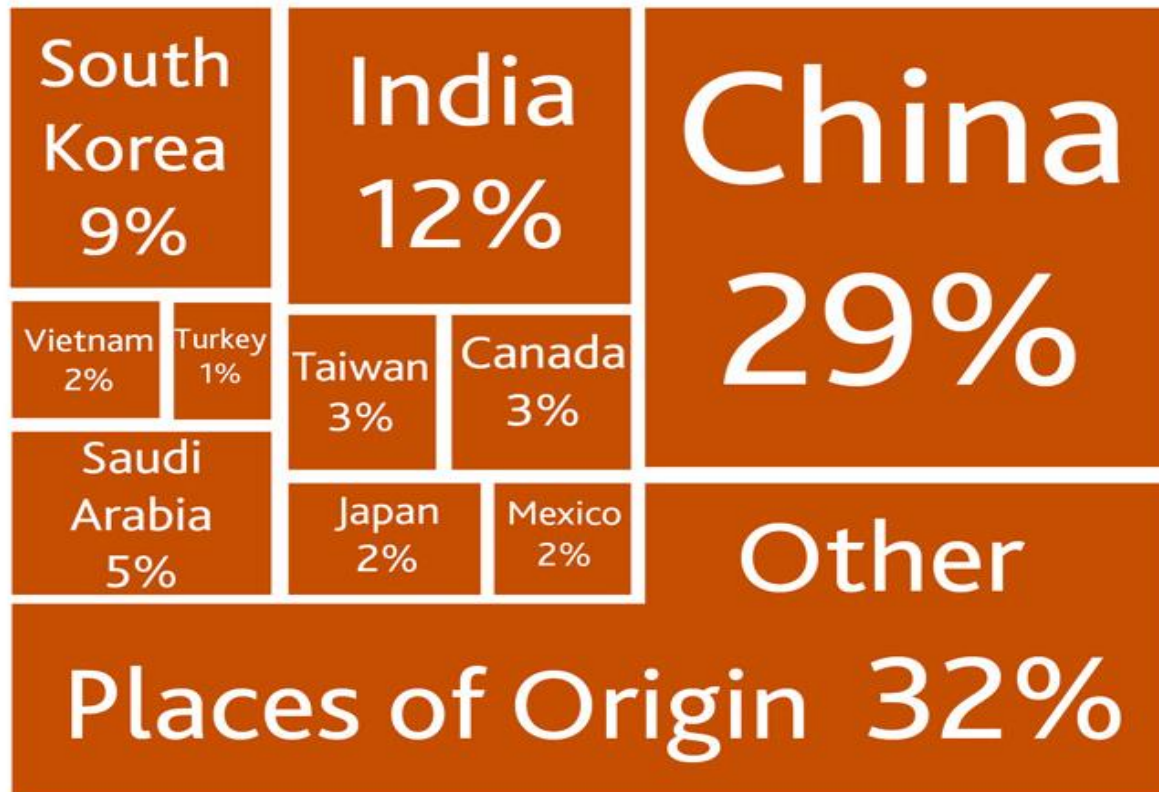 South
Korea
9%
India
12%
China
29%
Vietnam
2%
Turkey
1%
Taiwan
3%
Canada
3%
Saudi
Arabia
5%
Japan
2%
Mexico
2%
Other
Places of Origin 32%